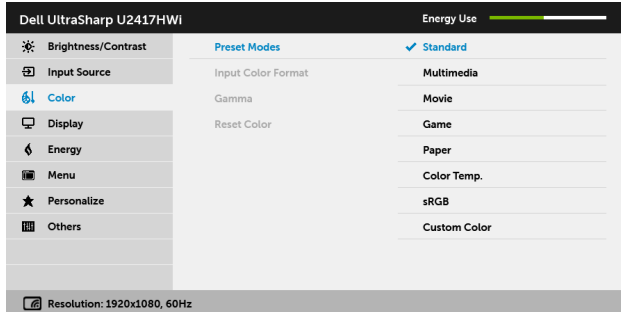 Dell UltraSharp U2417HWi
Energy Use
Brightness/Contrast
Input Source
Color
Display
Energy
Menu
Personalize
Others
Preset Modes
Input Color Format
Gamma
Reset Color
Standard
Multimedia
Movie
Game
Paper
Color Temp.
sRGB
Custom Color
Resolution: 1920x1080, 60Hz